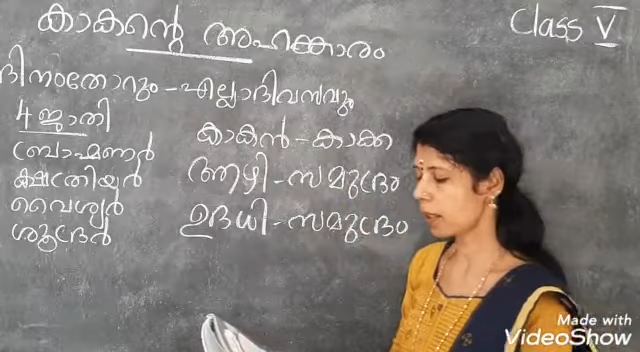 കാകന്റെ അഹങ്കാരം
Class V
ദിനംതോറും - എല്ലാദിവസവും
4 ജാതി
കാകൻ - കാക്ക
ബ്രാഹ്മണർ
ആഴി - സമുദ്രം
ക്ഷത്രിയർ
വൈശ്യർ
ഉദധി - സമുദ്രം
ശൂദ്രർ
Made with
VideoShow